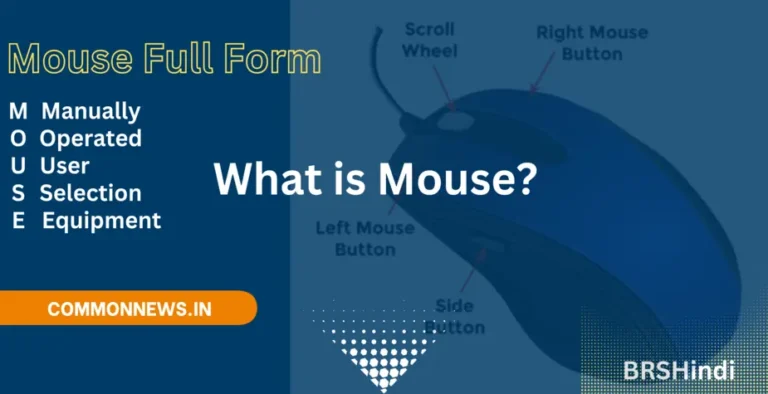 Mouse Full Form
M Manually
O Operated
U User
S Selection
E Equipment
COMMONNEWS.IN
What is Mouse?
Scroll
Wheel
Right Mouse
Button
Left Mouse
Button
Side
Button
BRSHindi